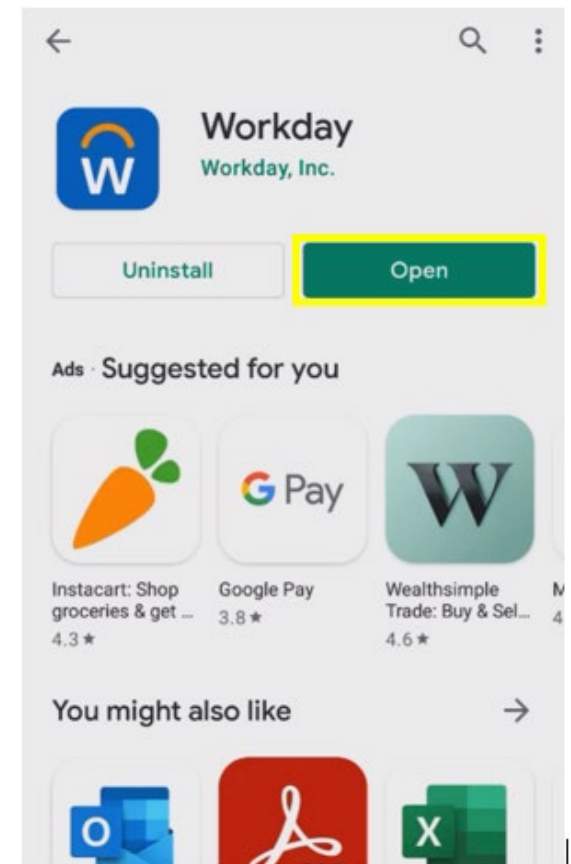 Workday
W
Workday, Inc.
Uninstall
Open
Ads · Suggested for you
G Pay
W
Instacart: Shop
groceries & get ...
4.3★
Google Pay
3.8★
Wealthsimple
Trade: Buy & Sel...
4.6★
M
4
You might also like
O
X